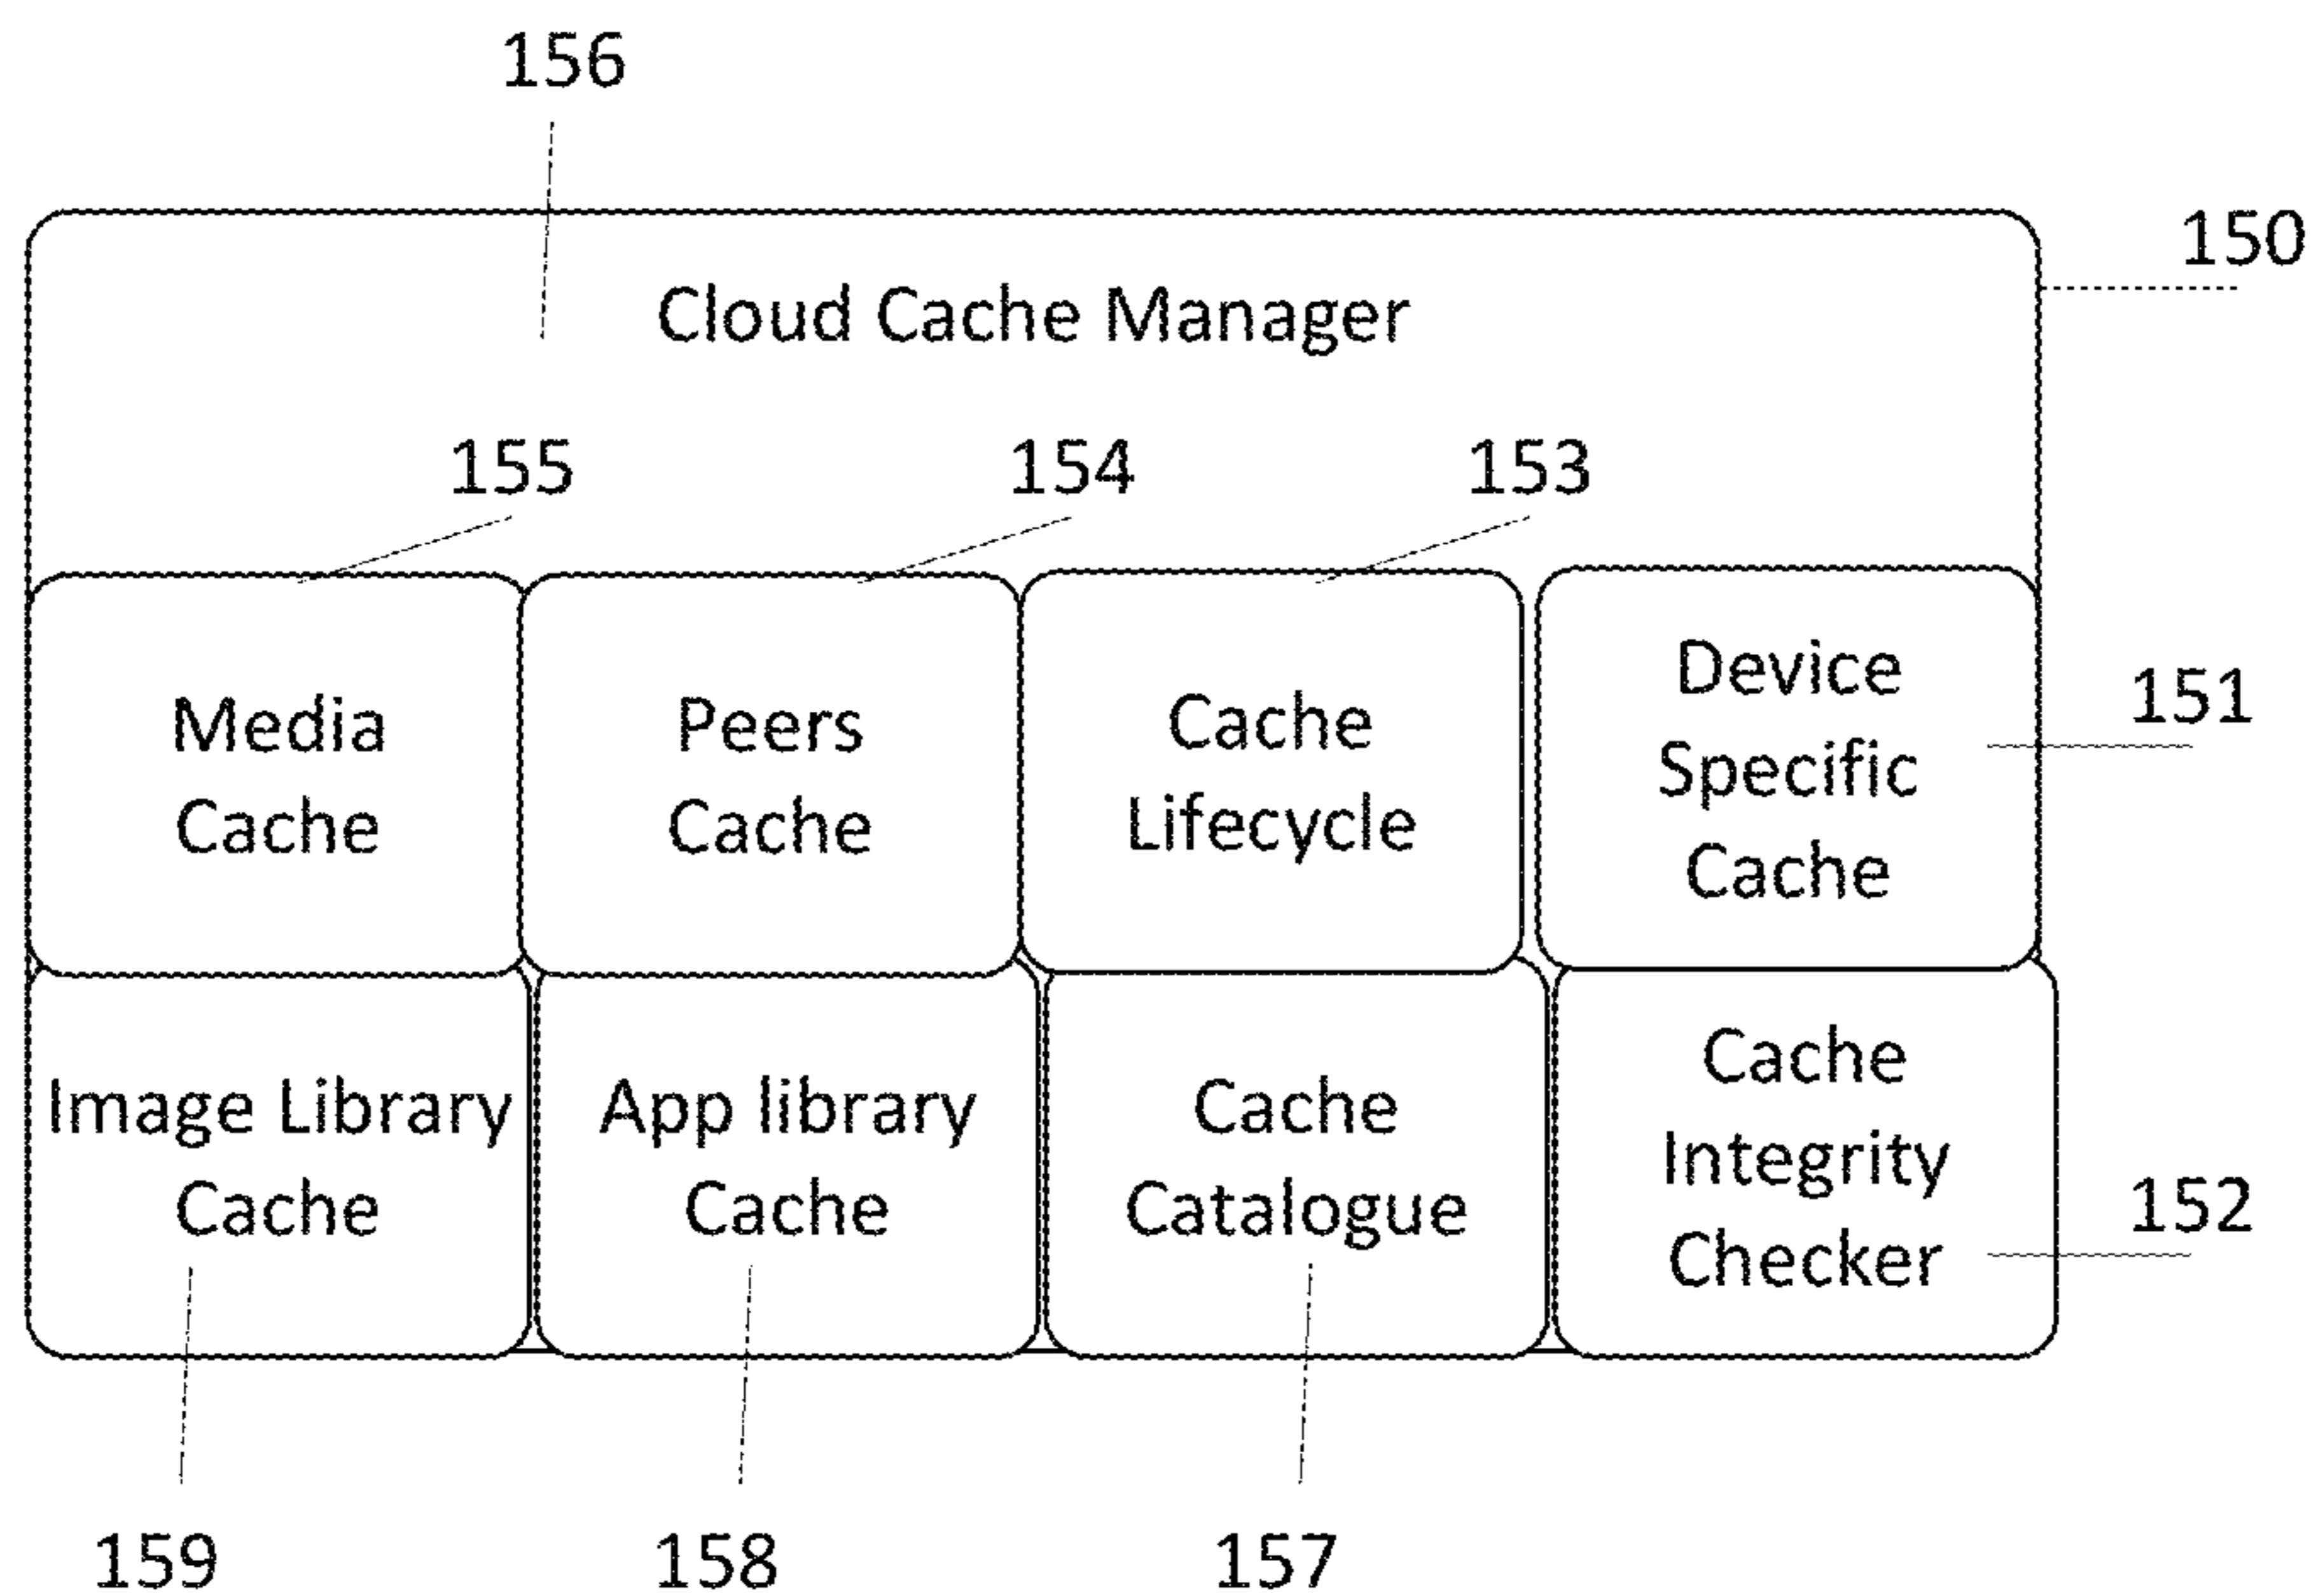 156
150
Cloud Cache Manager
155
154
153
Media
Cache
Peers
Cache
Cache
Lifecycle
Device
Specific
Cache
151
Image Library
Cache
App library
Cache
Cache
Catalogue
Cache
Integrity
Checker
152
159
158
157